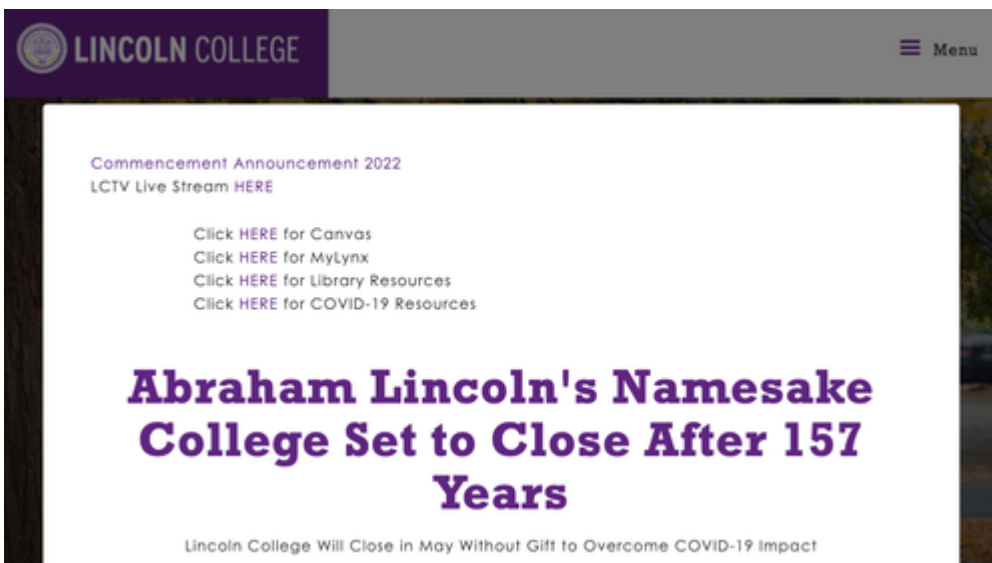 LINCOLN COLLEGE
Menu
Commencement Announcement 2022
LCTV Live Stream HERE
Click HERE for Canvas
Click HERE for MyLynx
Click HERE for Library Resources
Click HERE for COVID-19 Resources
Abraham Lincoln's Namesake
College Set to Close After 157
Years
Lincoln College Will Close in May Without Gift to Overcome COVID-19 Impact